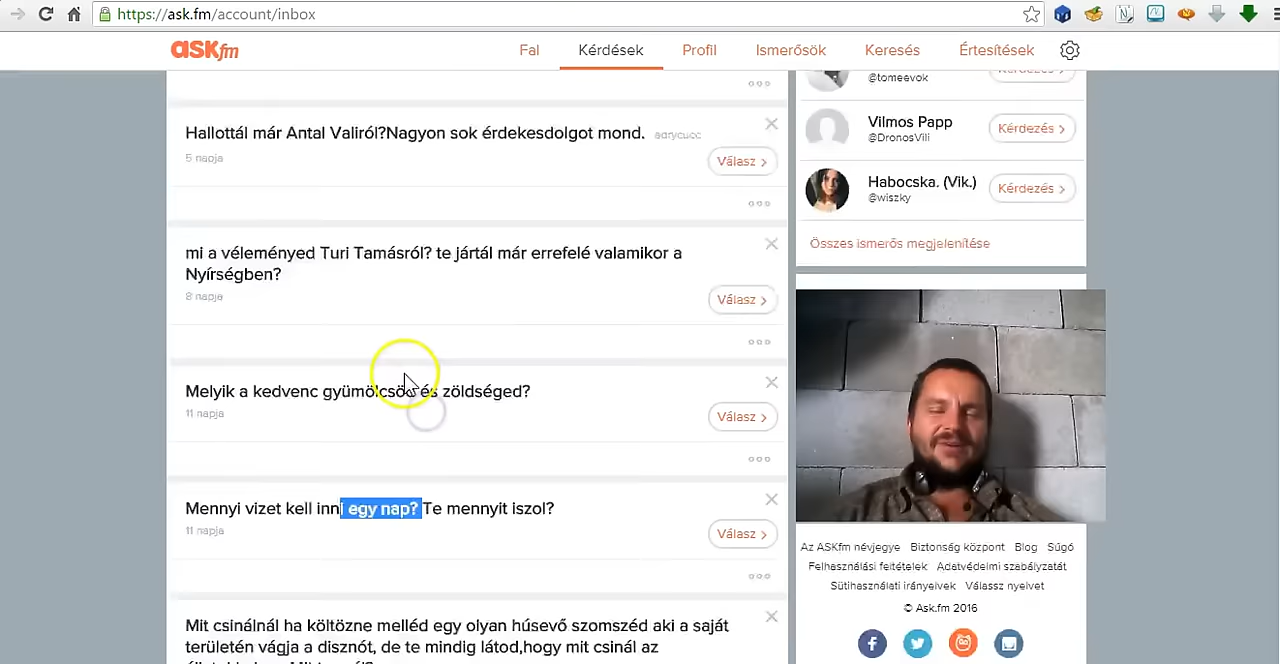 https://ask.fm/account/inbox
ASKfm
Fal
Kérdések
Profil
Ismerősök
Keresés
Értesítések
Hallottál már Antal Valiról?Nagyon sok érdekesdolgot mond.
5 napja
Válasz
mi a véleményed Turi Tamásról? te jártál már errefelé valamikor a
Nyírségben?
8 napja
Válasz
Melyik a kedvenc gyümölcsöd és zöldséged?
11 napja
Válasz
Mennyi vizet kell inni egy nap? Te mennyit iszol?
11 napja
Válasz
Mit csinálnál ha költözne melléd egy olyan húsevő szomszéd aki a saját
területén vágja a disznót, de te mindig látod,hogy mit csinál az
@tomeevok
Vilmos Papp
@DronosVili
Kérdezés
Habocska. (Vik.)
@wiszky
Kérdezés
Összes ismerős megjelenítése
Az ASKfm névjegye Biztonság központ Blog Súgó
Felhasználási feltételek Adatvédelmi szabályzatát
Sütihasználati irányelvek Válassz nyelvet
© Ask.fm 2016